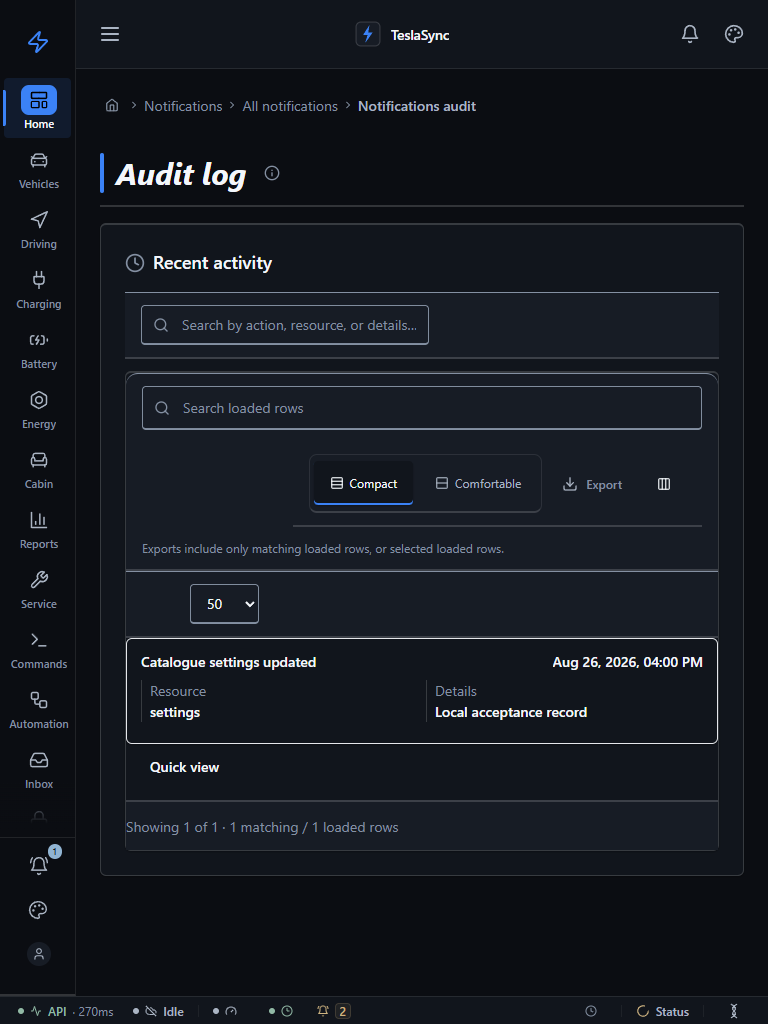 TeslaSync
Home
Vehicles
Driving
Charging
Battery
Energy
Cabin
Reports
Service
Commands
Automation
Inbox
1
Notifications > All notifications > Notifications audit
Audit log
Recent activity
Search by action, resource, or details...
Search loaded rows
Compact Comfortable Export
Exports include only matching loaded rows, or selected loaded rows.
50
Catalogue settings updated Aug 26, 2026, 04:00 PM
Resource Details
settings Local acceptance record
Quick view
Showing 1 of 1 · 1 matching / 1 loaded rows
API · 270ms Idle 2 Status